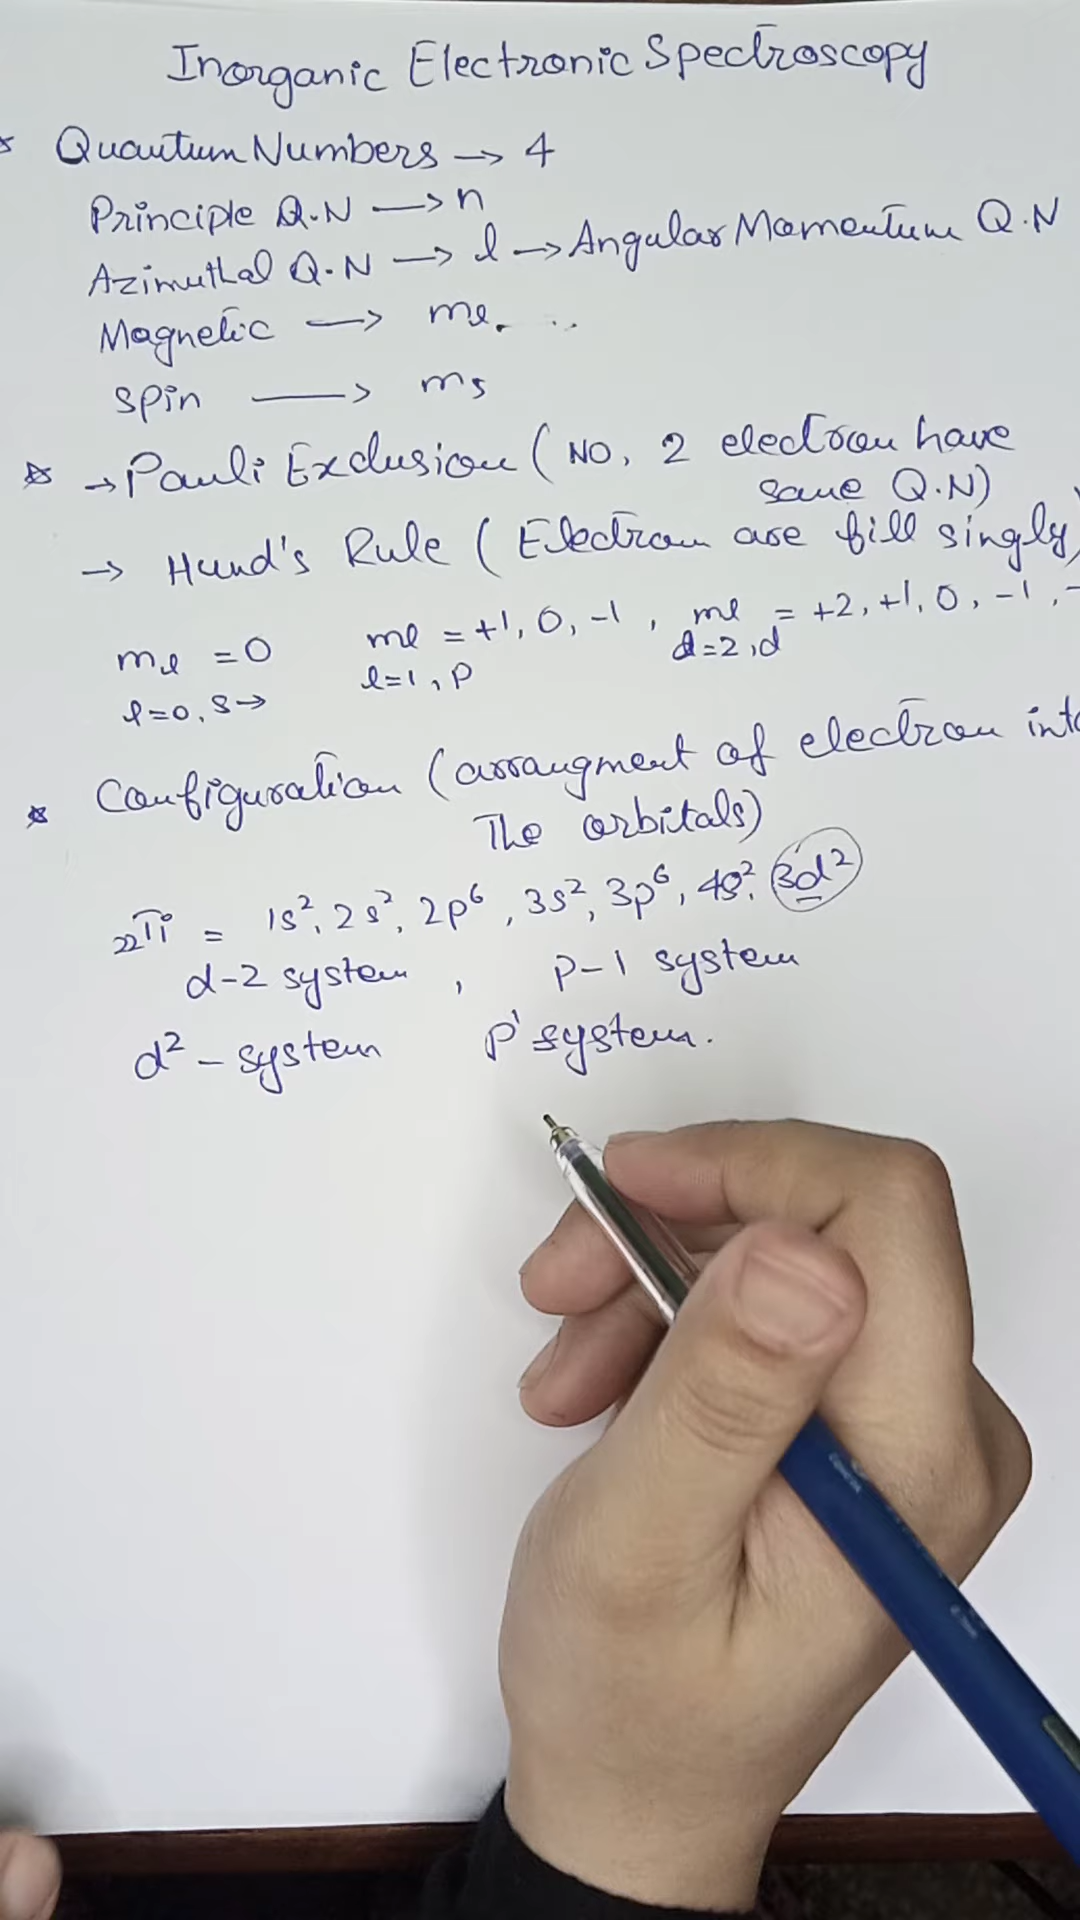 Inorganic Electronic Spectroscopy
Quantum Numbers → 4
Principle Q.N → n
Azimuthal Q.N → l → Angular Momentum Q.N
Magnetic → ml
spin → ms
→ Pauli Exclusion (No, 2 electron have
same Q.N)
→ Hund's Rule (Electron are fill singly)
ml = 0 ml = +1, 0, -1, ml = +2, +1, 0, -1,
l=0, s→ l=1, p d=2, d
Configuration (arrangment of electron into
The orbitals)
22Ti = 1s², 2s², 2p⁶, 3s², 3p⁶, 4s², 3d²
d-2 system, p-1 system
d² - system p¹ system.